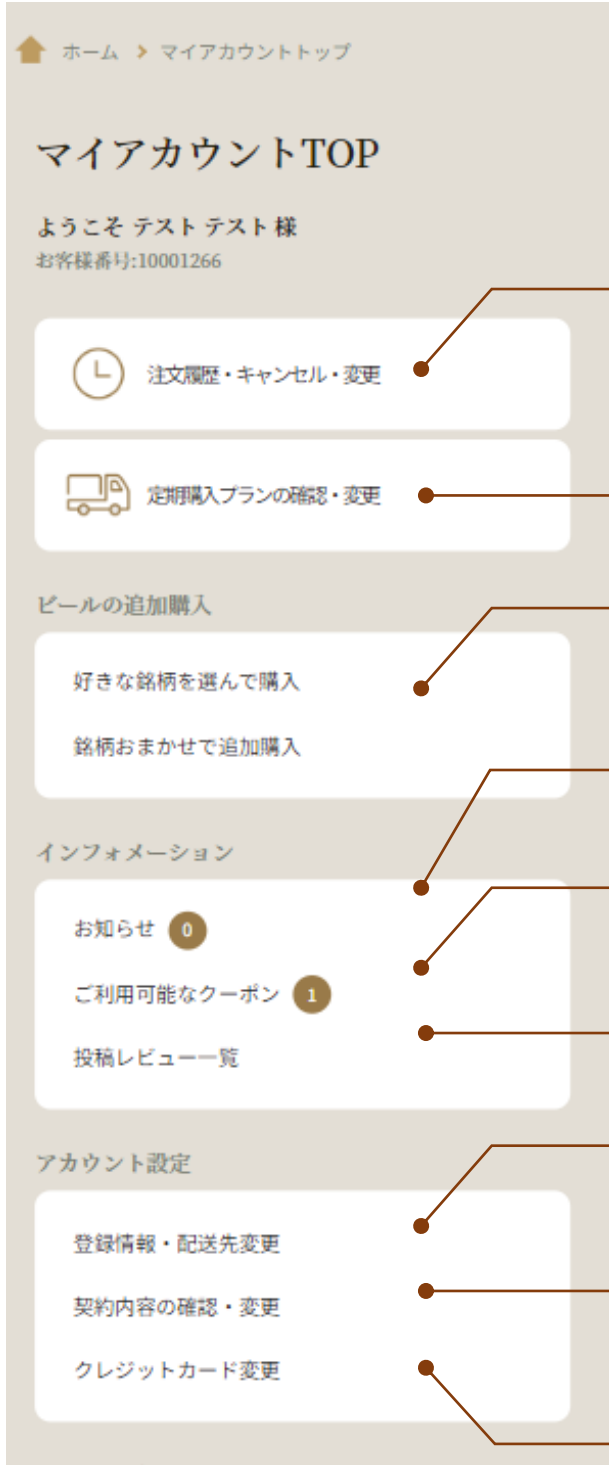 ホーム > マイアカウントトップ
マイアカウントTOP
ようこそ テスト テスト 様
お客様番号:10001266
注文履歴・キャンセル・変更
定期購入プランの確認・変更
ビールの追加購入
好きな銘柄を選んで購入
銘柄おまかせで追加購入
インフォメーション
お知らせ 0
ご利用可能なクーポン 1
投稿レビュー一覧
アカウント設定
登録情報・配送先変更
契約内容の確認・変更
クレジットカード変更